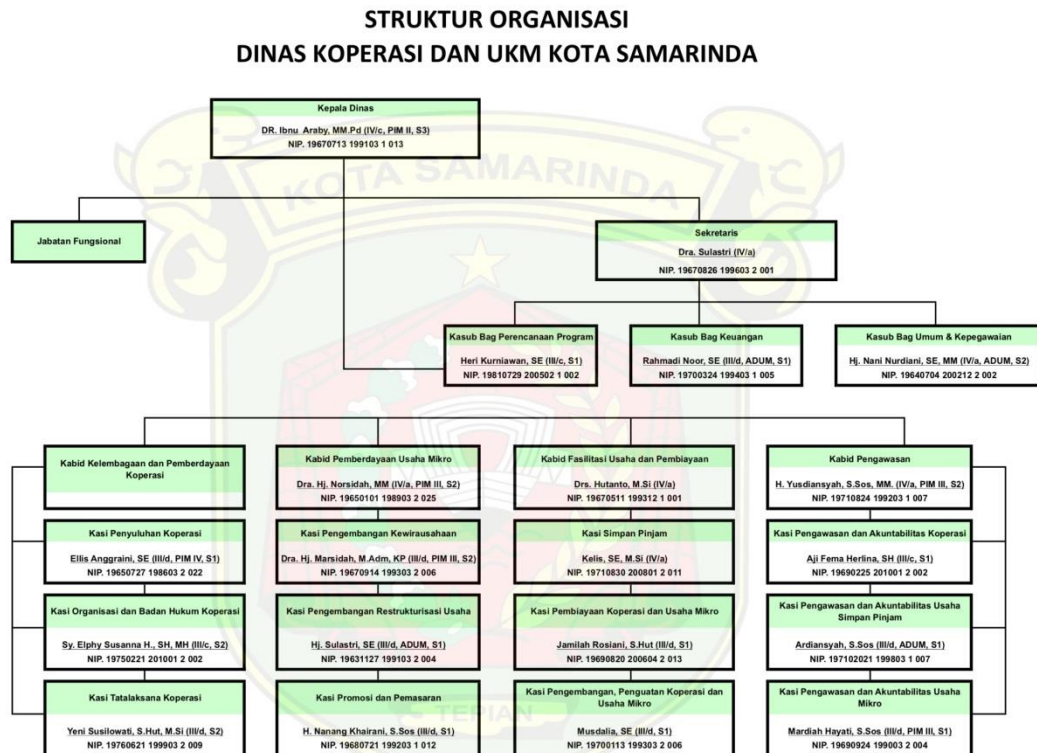 STRUKTUR ORGANISASI
DINAS KOPERASI DAN UKM KOTA SAMARINDA
Kepala Dinas
DR. Ibnu Araby, MM.Pd (IV/c, PIM II, S3)
NIP. 19670713 199103 1 013
KOTA SAMARINDA
Jabatan Fungsional
Sekretaris
Dra. Sulastri (IV/a)
NIP. 19670826 199603 2 001
Kasub Bag Perencanaan Program
Heri Kurniawan, SE (III/c, S1)
NIP. 19810729 200502 1 002
Kasub Bag Keuangan
Rahmadi Noor, SE (III/d, ADUM, S1)
NIP. 19700324 199403 1 005
Kasub Bag Umum & Kepegawaian
Hj. Nani Nurdiani, SE, MM (IV/a, ADUM, S2)
NIP. 19640704 200212 2 002
Kabid Kelembagaan dan Pemberdayaan
Koperasi
Kabid Pemberdayaan Usaha Mikro
Dra. Hj. Norsidah, MM (IV/a, PIM III, S2)
NIP. 19650101 198903 2 025
Kabid Fasilitasi Usaha dan Pembiayaan
Drs. Hutanto, M.Si (IV/a)
NIP. 19670511 199312 1 001
Kabid Pengawasan
H. Yusdiansyah, S.Sos, MM. (IV/a, PIM III, S2)
NIP. 19710824 199203 1 007
Kasi Penyuluhan Koperasi
Ellis Anggraini, SE (III/d, PIM IV, S1)
NIP. 19650727 198603 2 022
Kasi Pengembangan Kewirausahaan
Dra. Hj. Marsidah, M.Adm, KP (III/d, PIM III, S2)
NIP. 19670914 199303 2 006
Kasi Simpan Pinjam
Kelis, SE, M.Si (IV/a)
NIP. 19710830 200801 2 011
Kasi Pengawasan dan Akuntabilitas Koperasi
Aji Fema Herlina, SH (III/c, S1)
NIP. 19690225 201001 2 002
Kasi Organisasi dan Badan Hukum Koperasi
Sy. Elphy Susanna H., SH, MH (III/c, S2)
NIP. 19750221 201001 2 002
Kasi Pengembangan Restrukturisasi Usaha
Hj. Sulastri, SE (III/d, ADUM, S1)
NIP. 19631127 199103 2 004
Kasi Pembiayaan Koperasi dan Usaha Mikro
Jamilah Rosiani, S.Hut (III/d, S1)
NIP. 19690820 200604 2 013
Kasi Pengawasan dan Akuntabilitas Usaha
Simpan Pinjam
Ardiansyah, S.Sos (III/d, ADUM, S1)
NIP. 197102021 199803 1 007
Kasi Tatalaksana Koperasi
Yeni Susilowati, S.Hut, M.Si (III/d, S2)
NIP. 19760621 199903 2 009
Kasi Promosi dan Pemasaran
H. Nanang Khairani, S.Sos (III/d, S1)
NIP. 19680721 199203 1 012
Kasi Pengembangan, Penguatan Koperasi dan
Usaha Mikro
Musdalia, SE (III/d, S1)
NIP. 19700113 199303 2 006
Kasi Pengawasan dan Akuntabilitas Usaha
Mikro
Mardiah Hayati, S.Sos (III/d, PIM III, S1)
NIP. 19690924 199003 2 004
TEPIAN